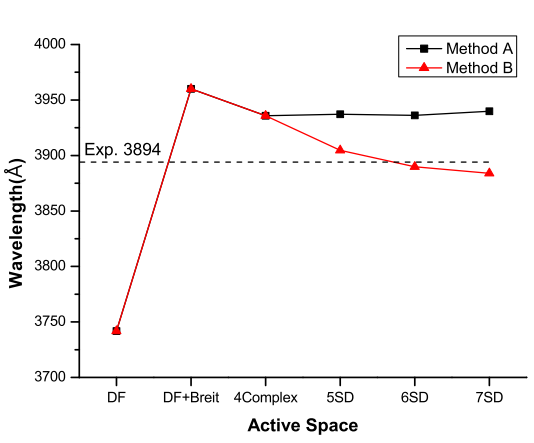 Method A
Method B
4000
3950
3900
3850
3800
3750
3700
Wavelength(Å)
Exp. 3894
DF
DF+Breit
4Complex
5SD
6SD
7SD
Active Space